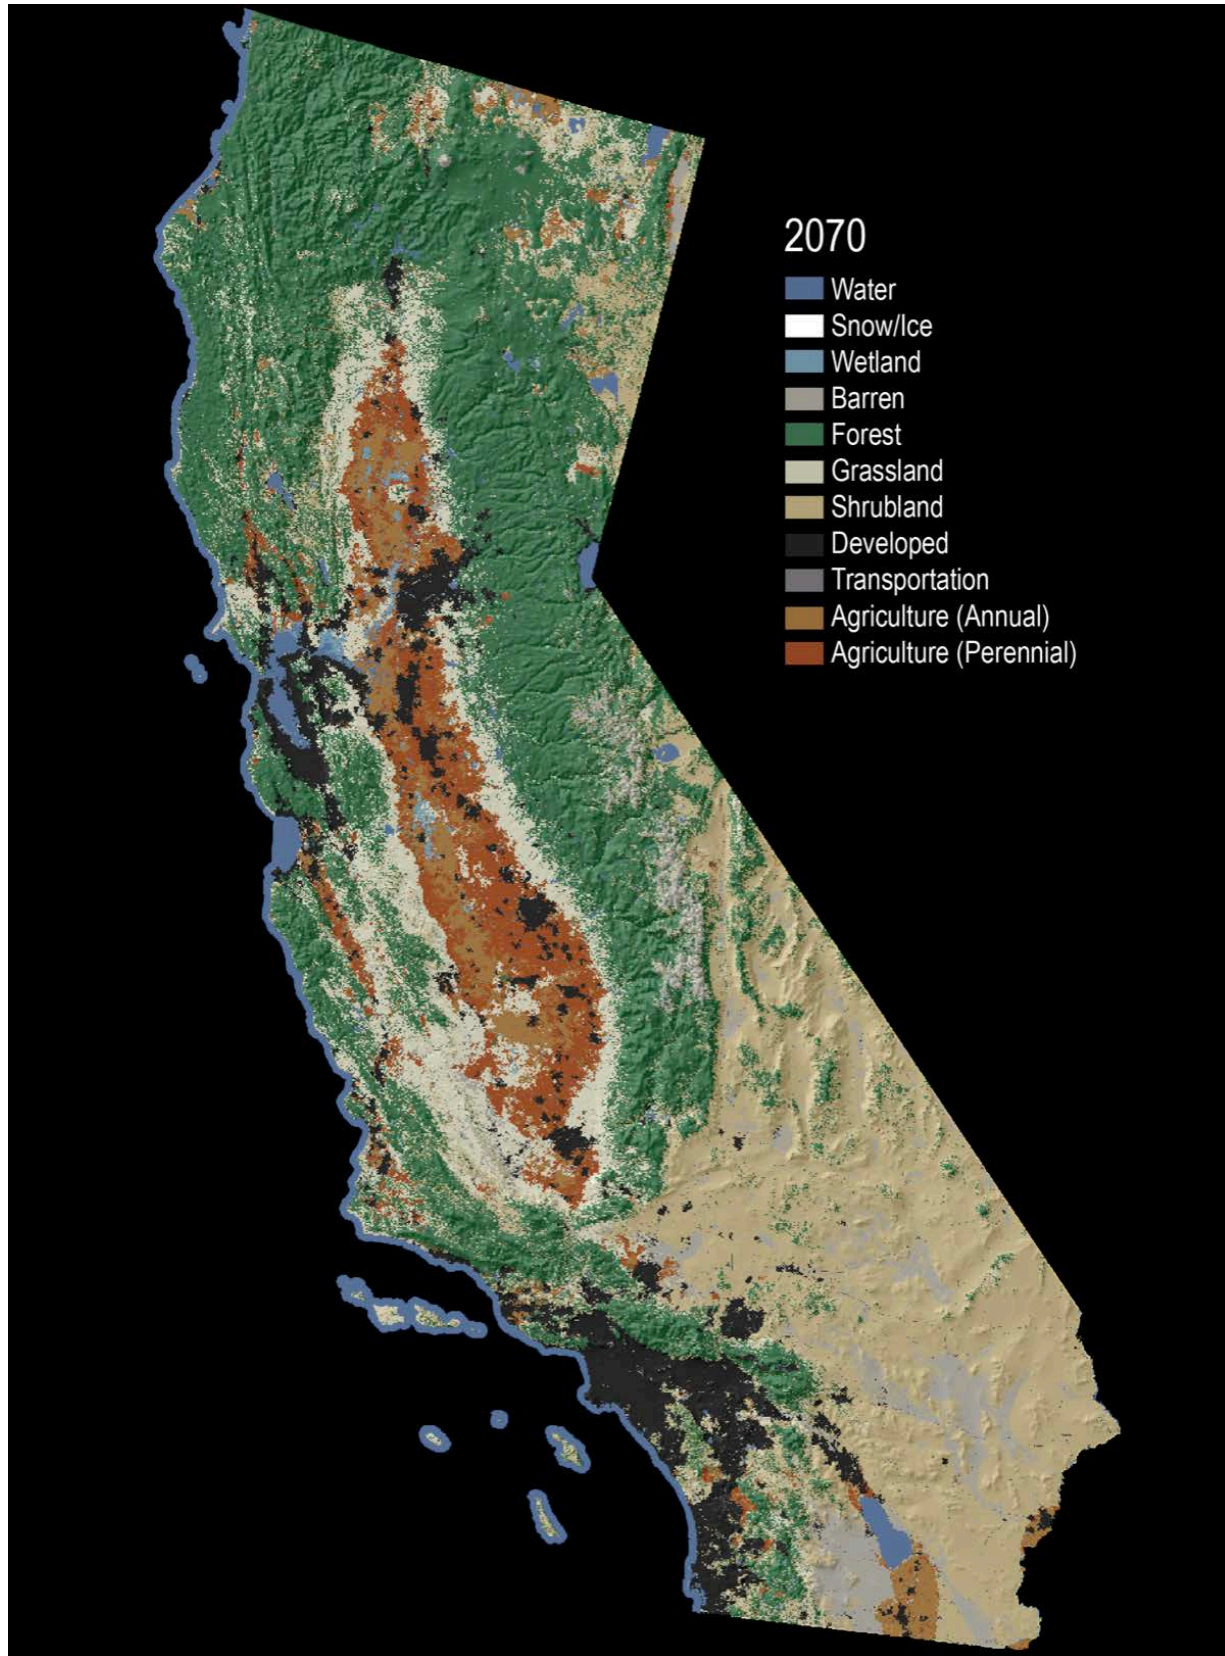 2070
Water
Snow/Ice
Wetland
Barren
Forest
Grassland
Shrubland
Developed
Transportation
Agriculture (Annual)
Agriculture (Perennial)